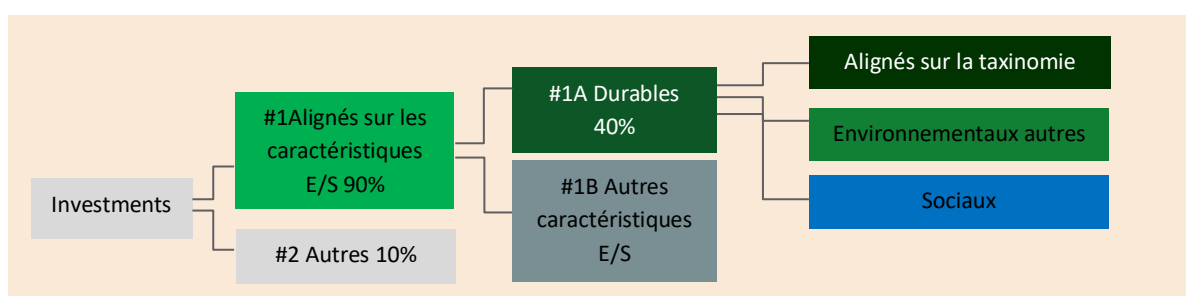 Investments
#1Alignés sur les
caractéristiques
E/S 90%
#2 Autres 10%
#1A Durables
40%
#1B Autres
caractéristiques
E/S
Alignés sur la taxinomie
Environnementaux autres
Sociaux